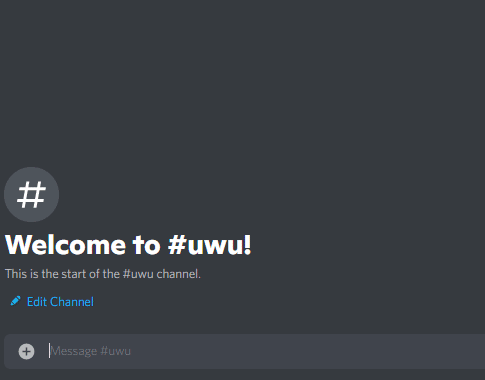 #
Welcome to #uwu!
This is the start of the #uwu channel.
Edit Channel
Message #uwu